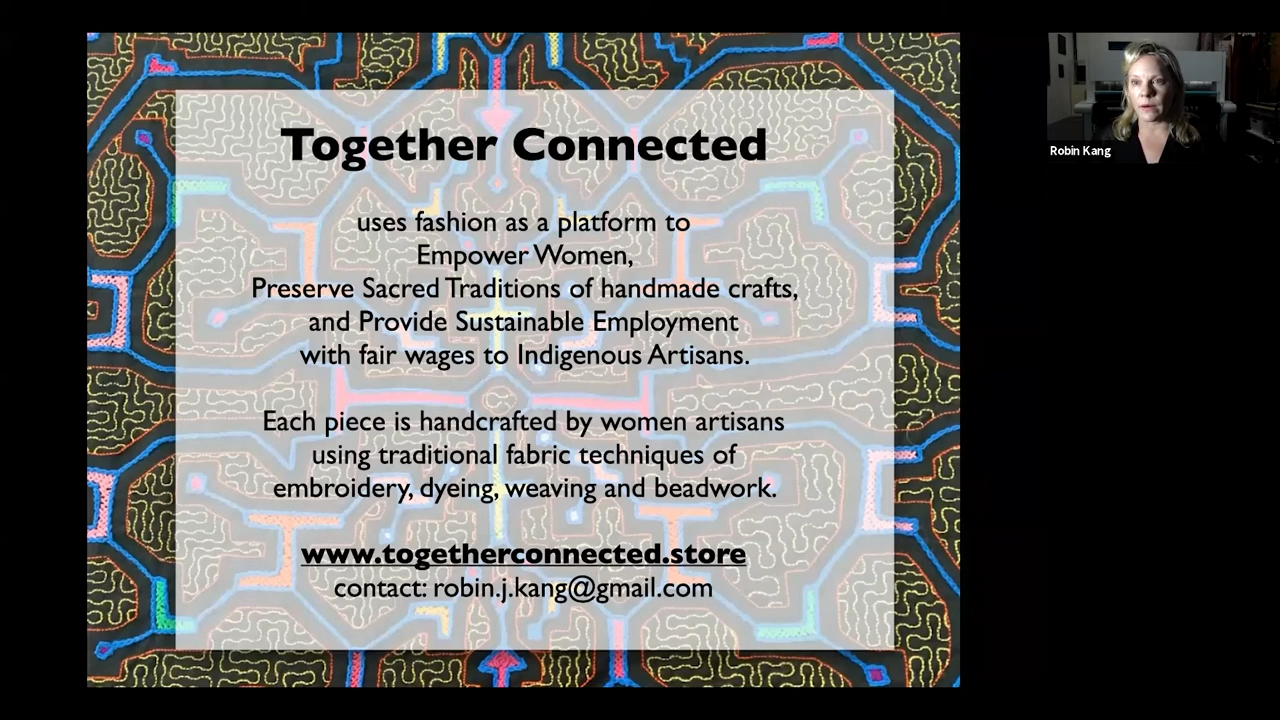 Together Connected
uses fashion as a platform to
Empower Women,
Preserve Sacred Traditions of handmade crafts,
and Provide Sustainable Employment
with fair wages to Indigenous Artisans.
Each piece is handcrafted by women artisans
using traditional fabric techniques of
embroidery, dyeing, weaving and beadwork.
www.togetherconnected.store
contact: robin.j.kang@gmail.com
Robin Kang